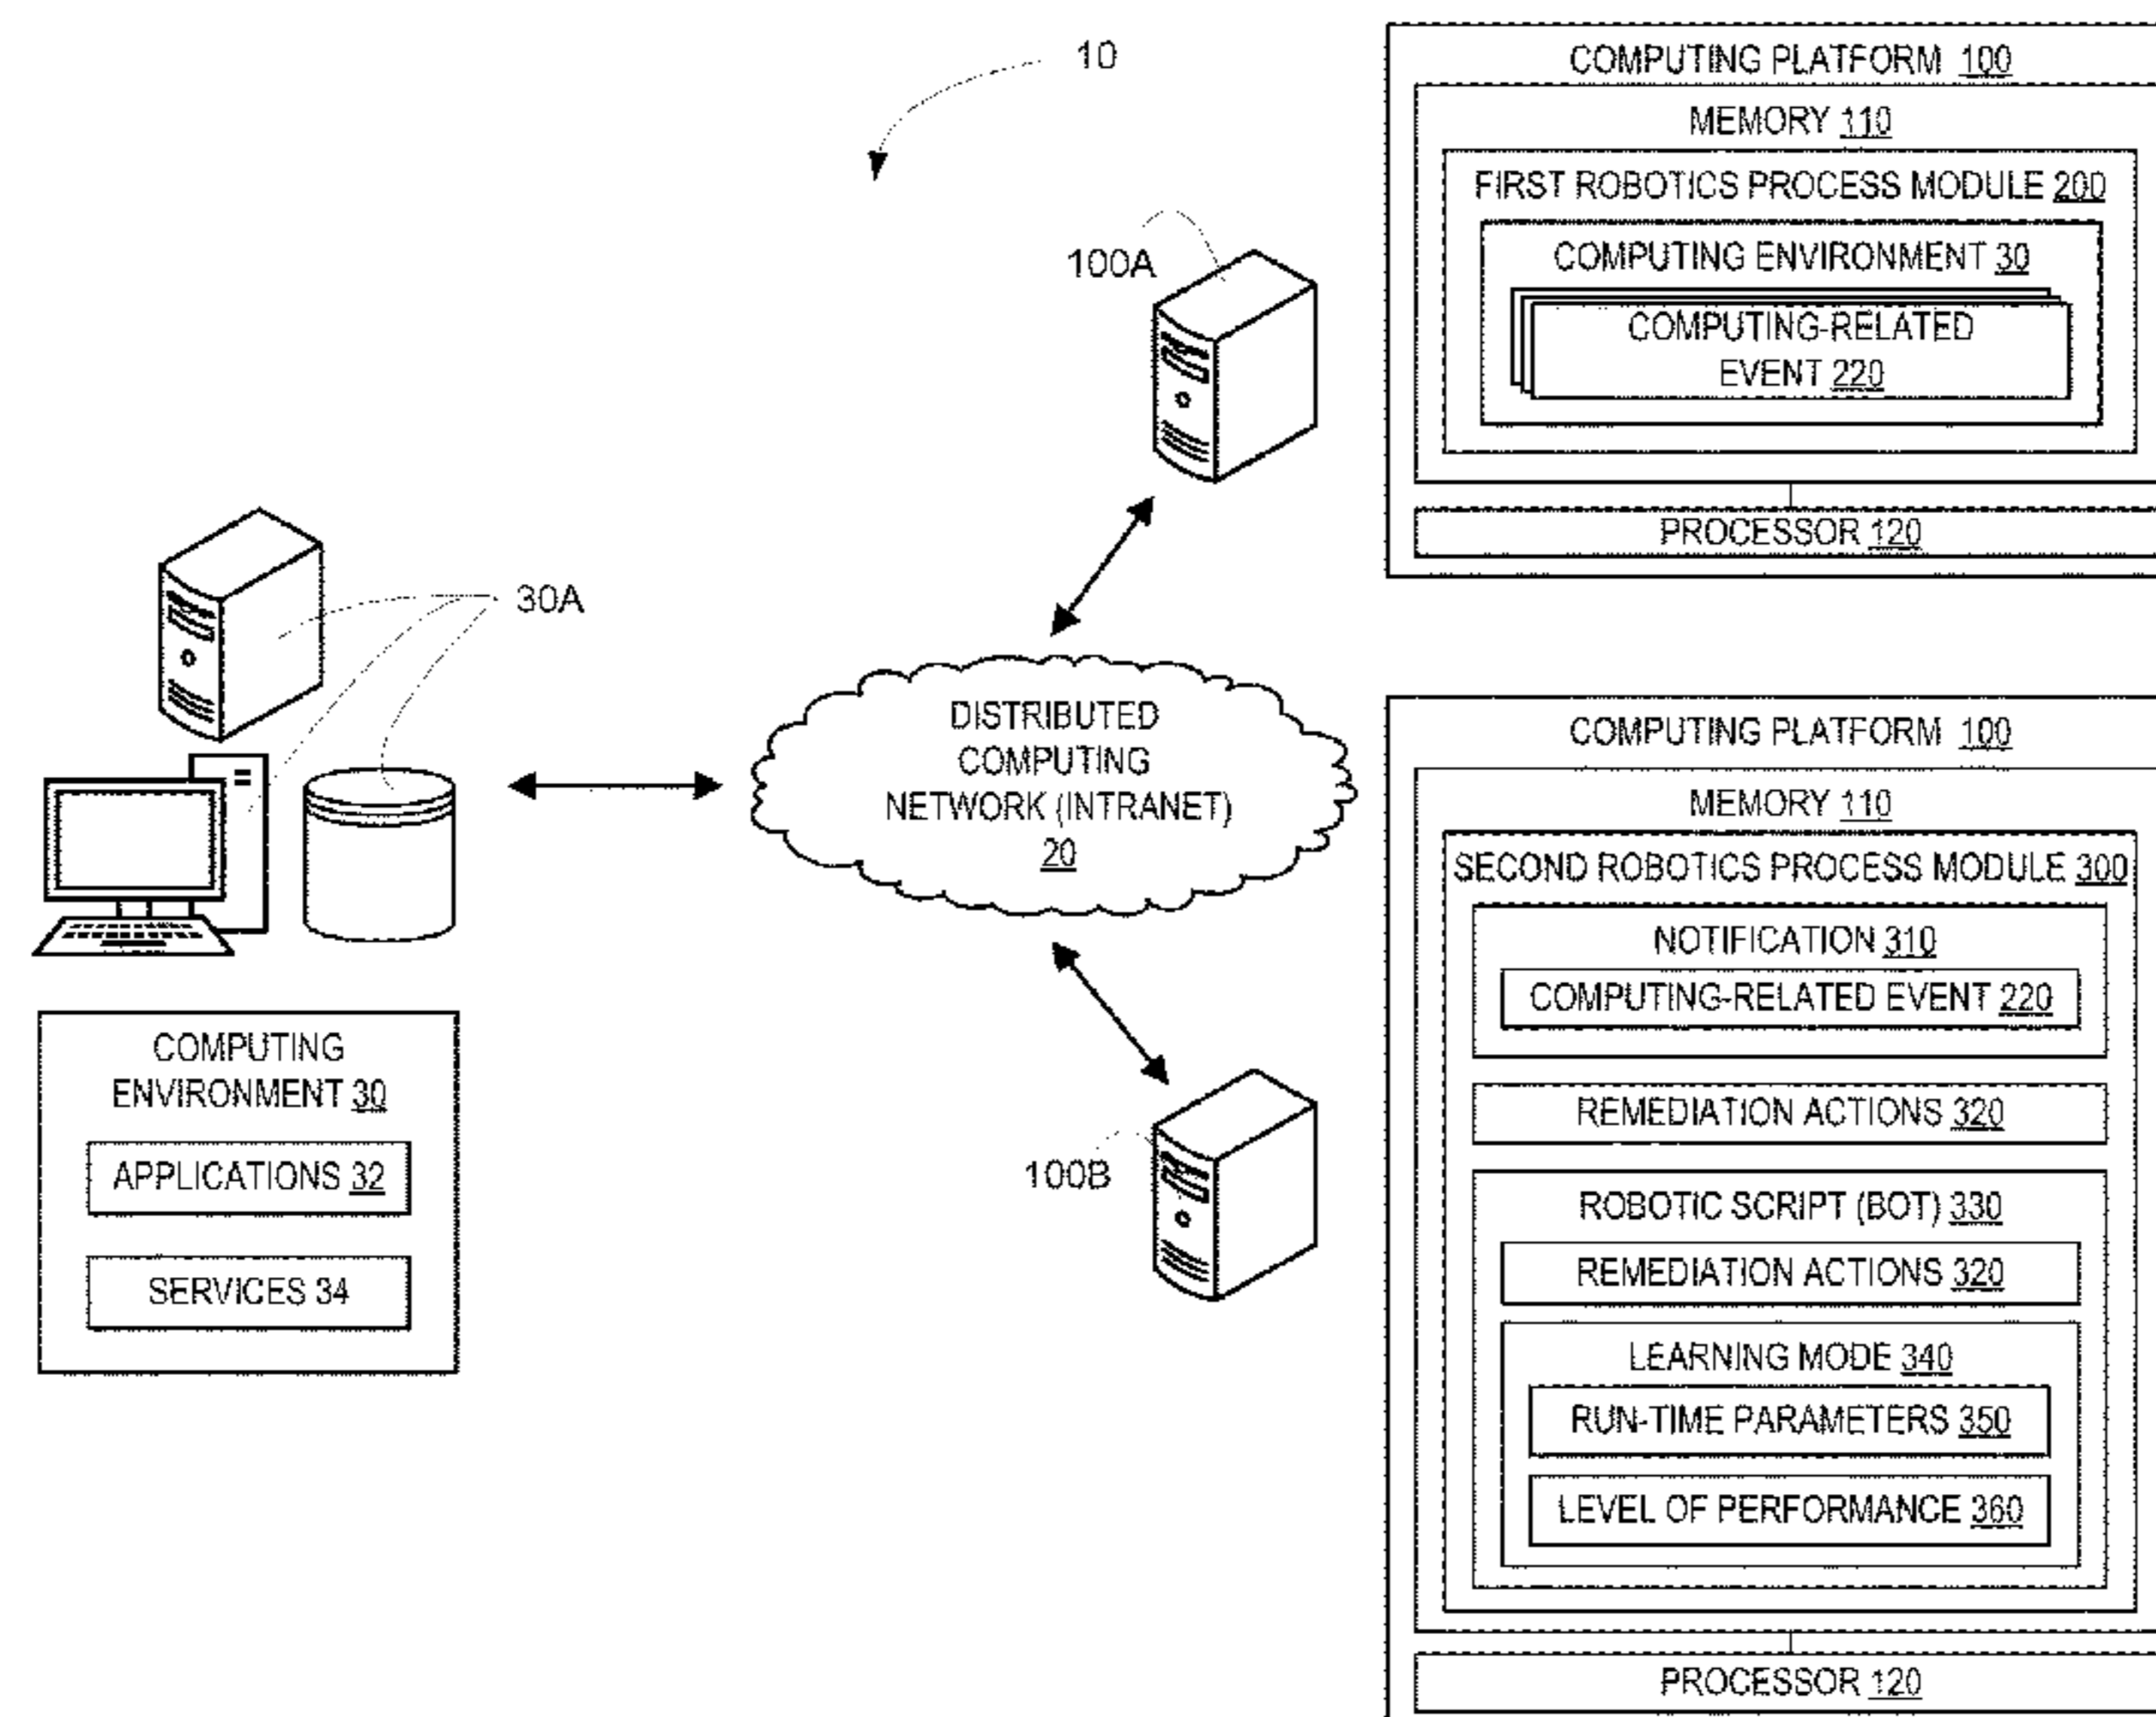 10
COMPUTING PLATFORM 100
MEMORY 110
FIRST ROBOTICS PROCESS MODULE 200
COMPUTING ENVIRONMENT 30
COMPUTING-RELATED
EVENT 220
PROCESSOR 120
100A
30A
DISTRIBUTED
COMPUTING
NETWORK (INTRANET)
20
COMPUTING
ENVIRONMENT 30
APPLICATIONS 32
SERVICES 34
100B
COMPUTING PLATFORM 100
MEMORY 110
SECOND ROBOTICS PROCESS MODULE 300
NOTIFICATION 310
COMPUTING-RELATED EVENT 220
REMEDIATION ACTIONS 320
ROBOTIC SCRIPT (BOT) 330
REMEDIATION ACTIONS 320
LEARNING MODE 340
RUN-TIME PARAMETERS 350
LEVEL OF PERFORMANCE 360
PROCESSOR 120